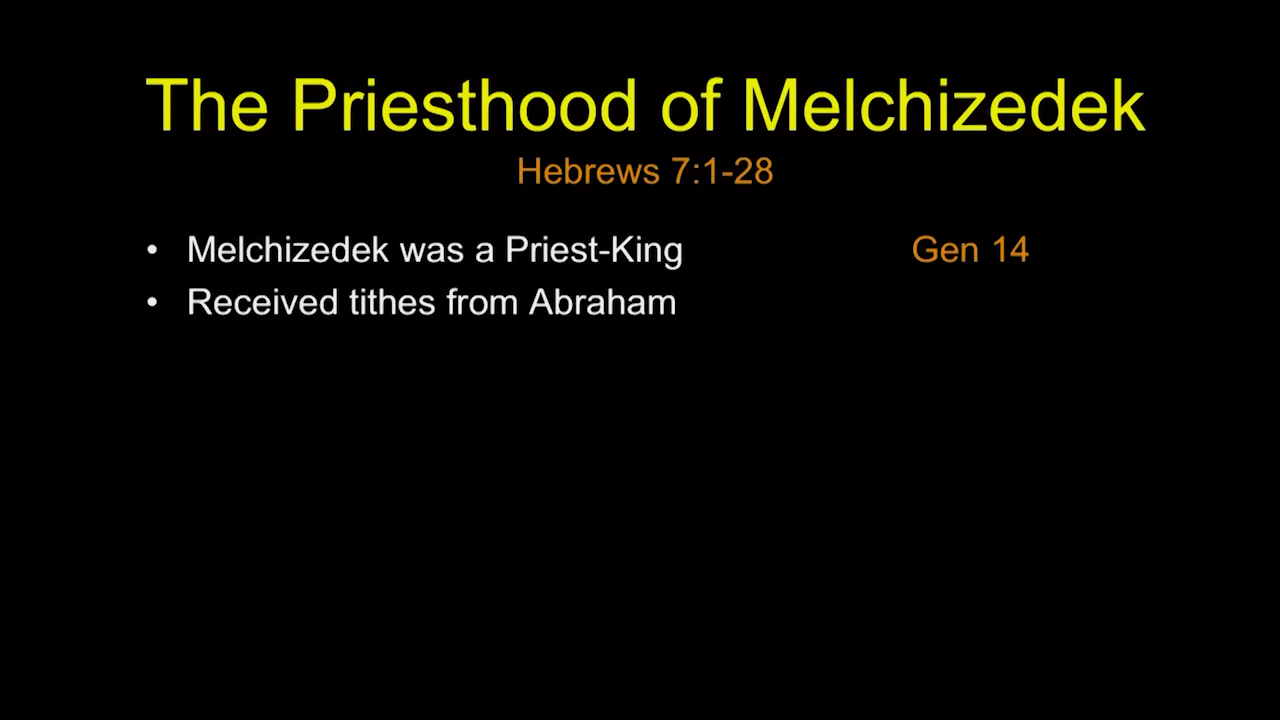 The Priesthood of Melchizedek
Hebrews 7:1-28
• Melchizedek was a Priest-King Gen 14
• Received tithes from Abraham